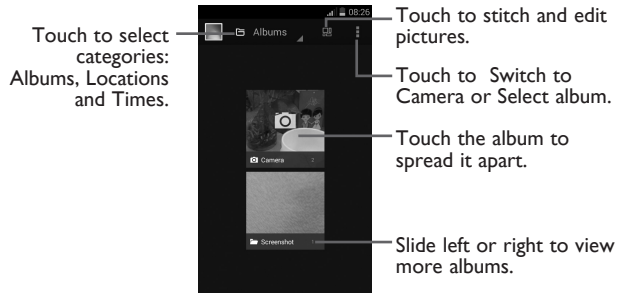 Touch to select
categories:
Albums, Locations
and Times.
08:26
Albums
Camera 2
Screenshot 1
Touch to stitch and edit
pictures.
Touch to  Switch to
Camera or Select album.
Touch the album to
spread it apart.
Slide left or right to view
more albums.